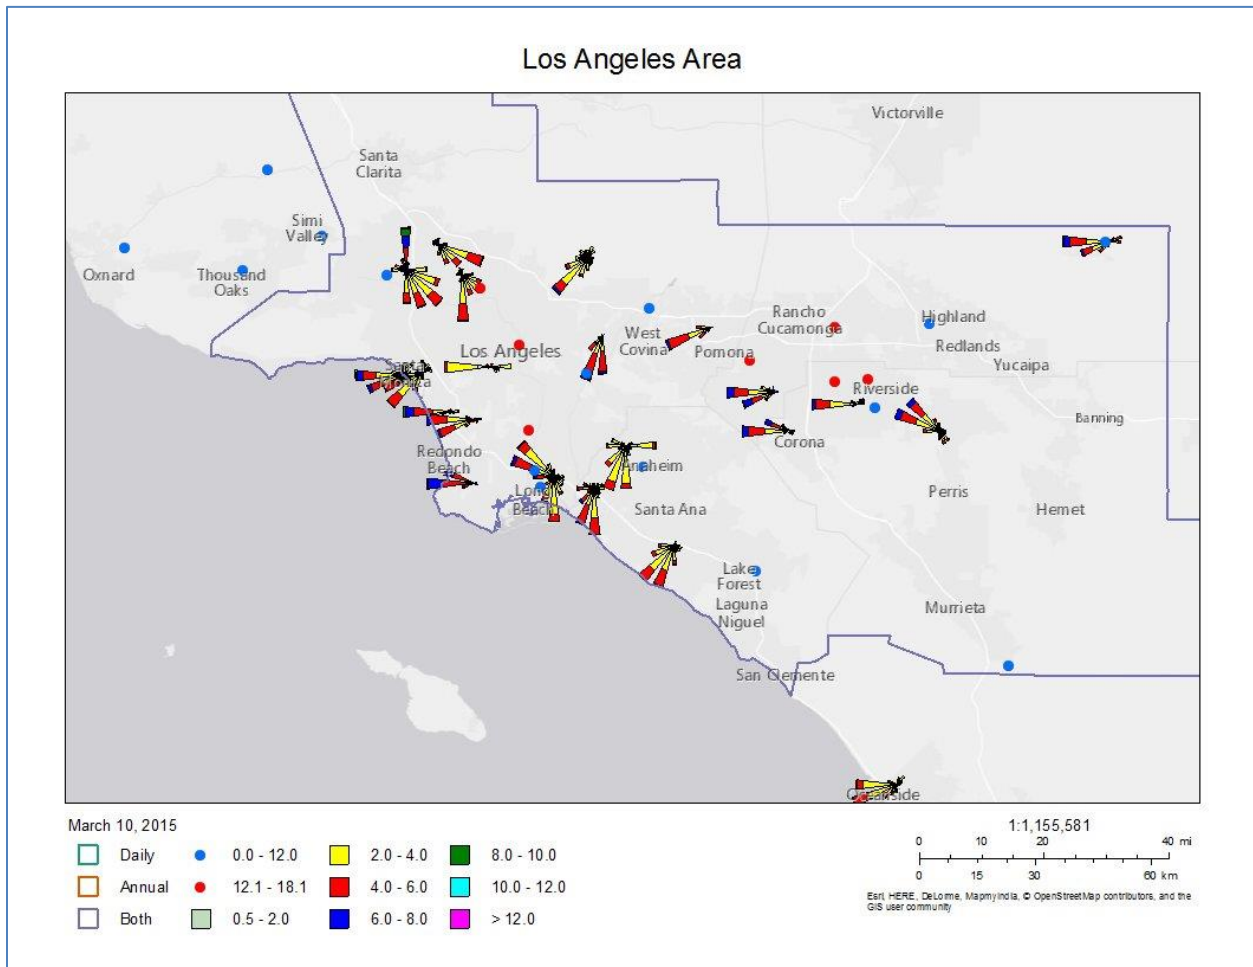 Los Angeles Area
Victorville
Santa
Clarita
Simi
Valley
Oxnard
Thousand
Oaks
Rancho
Cucamonga
Highland
West
Covina
Pomona
Redlands
Los Angeles
Yucaipa
Santa
Monica
Riverside
Banning
Corona
Redondo
Beach
Anaheim
Perris
Long
Beach
Santa Ana
Hemet
Lake
Forest
Laguna
Niguel
Murrieta
San Clemente
Oceanside
March 10, 2015
Daily
0.0 - 12.0
2.0 - 4.0
8.0 - 10.0
Annual
12.1 - 18.1
4.0 - 6.0
10.0 - 12.0
Both
0.5 - 2.0
6.0 - 8.0
> 12.0
1:1,155,581
0 10 20 40 mi
0 15 30 60 km
Esri, HERE, DeLorme, MapmyIndia, © OpenStreetMap contributors, and the
GIS user community